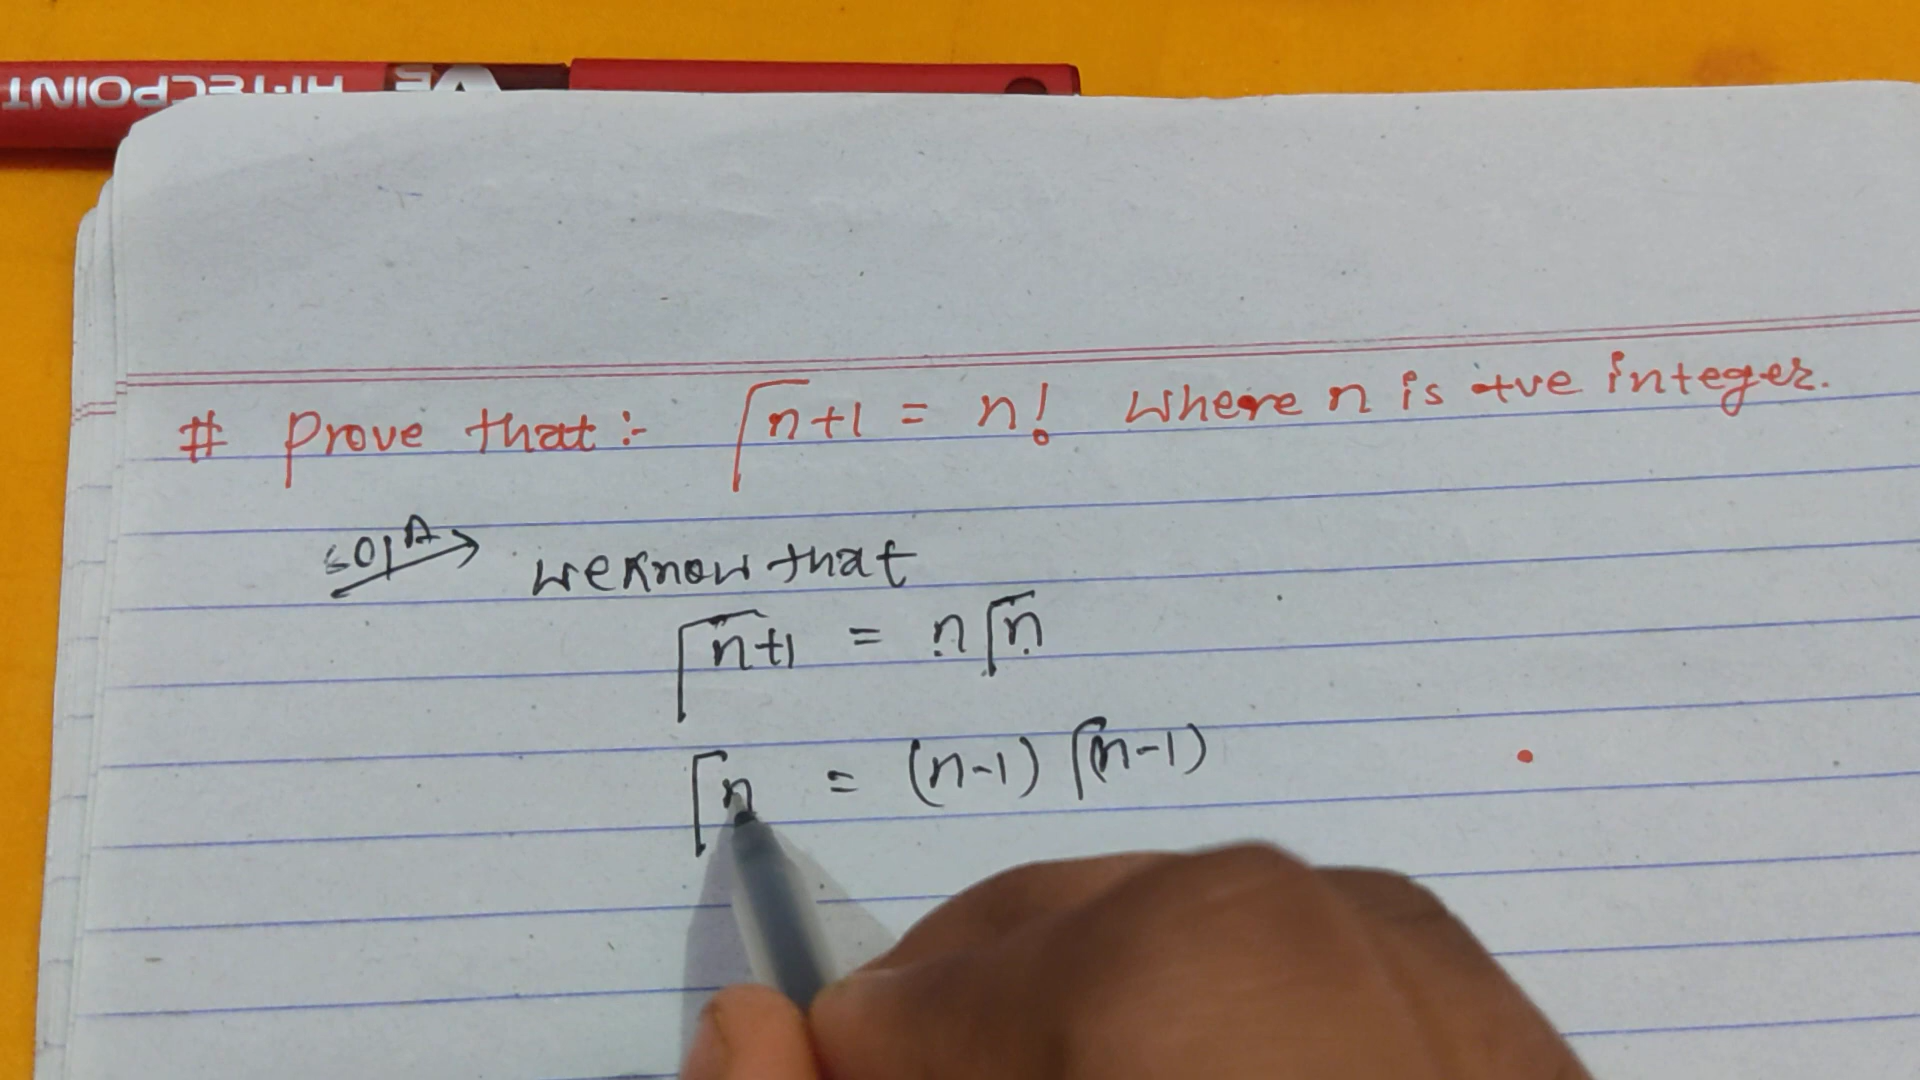 HI-TECPOINT V5
# Prove that :- Γn+1 = n! where n is +ve integer.
solⁿ → we know that
Γn+1 = n Γn
Γn = (n-1) Γ(n-1)